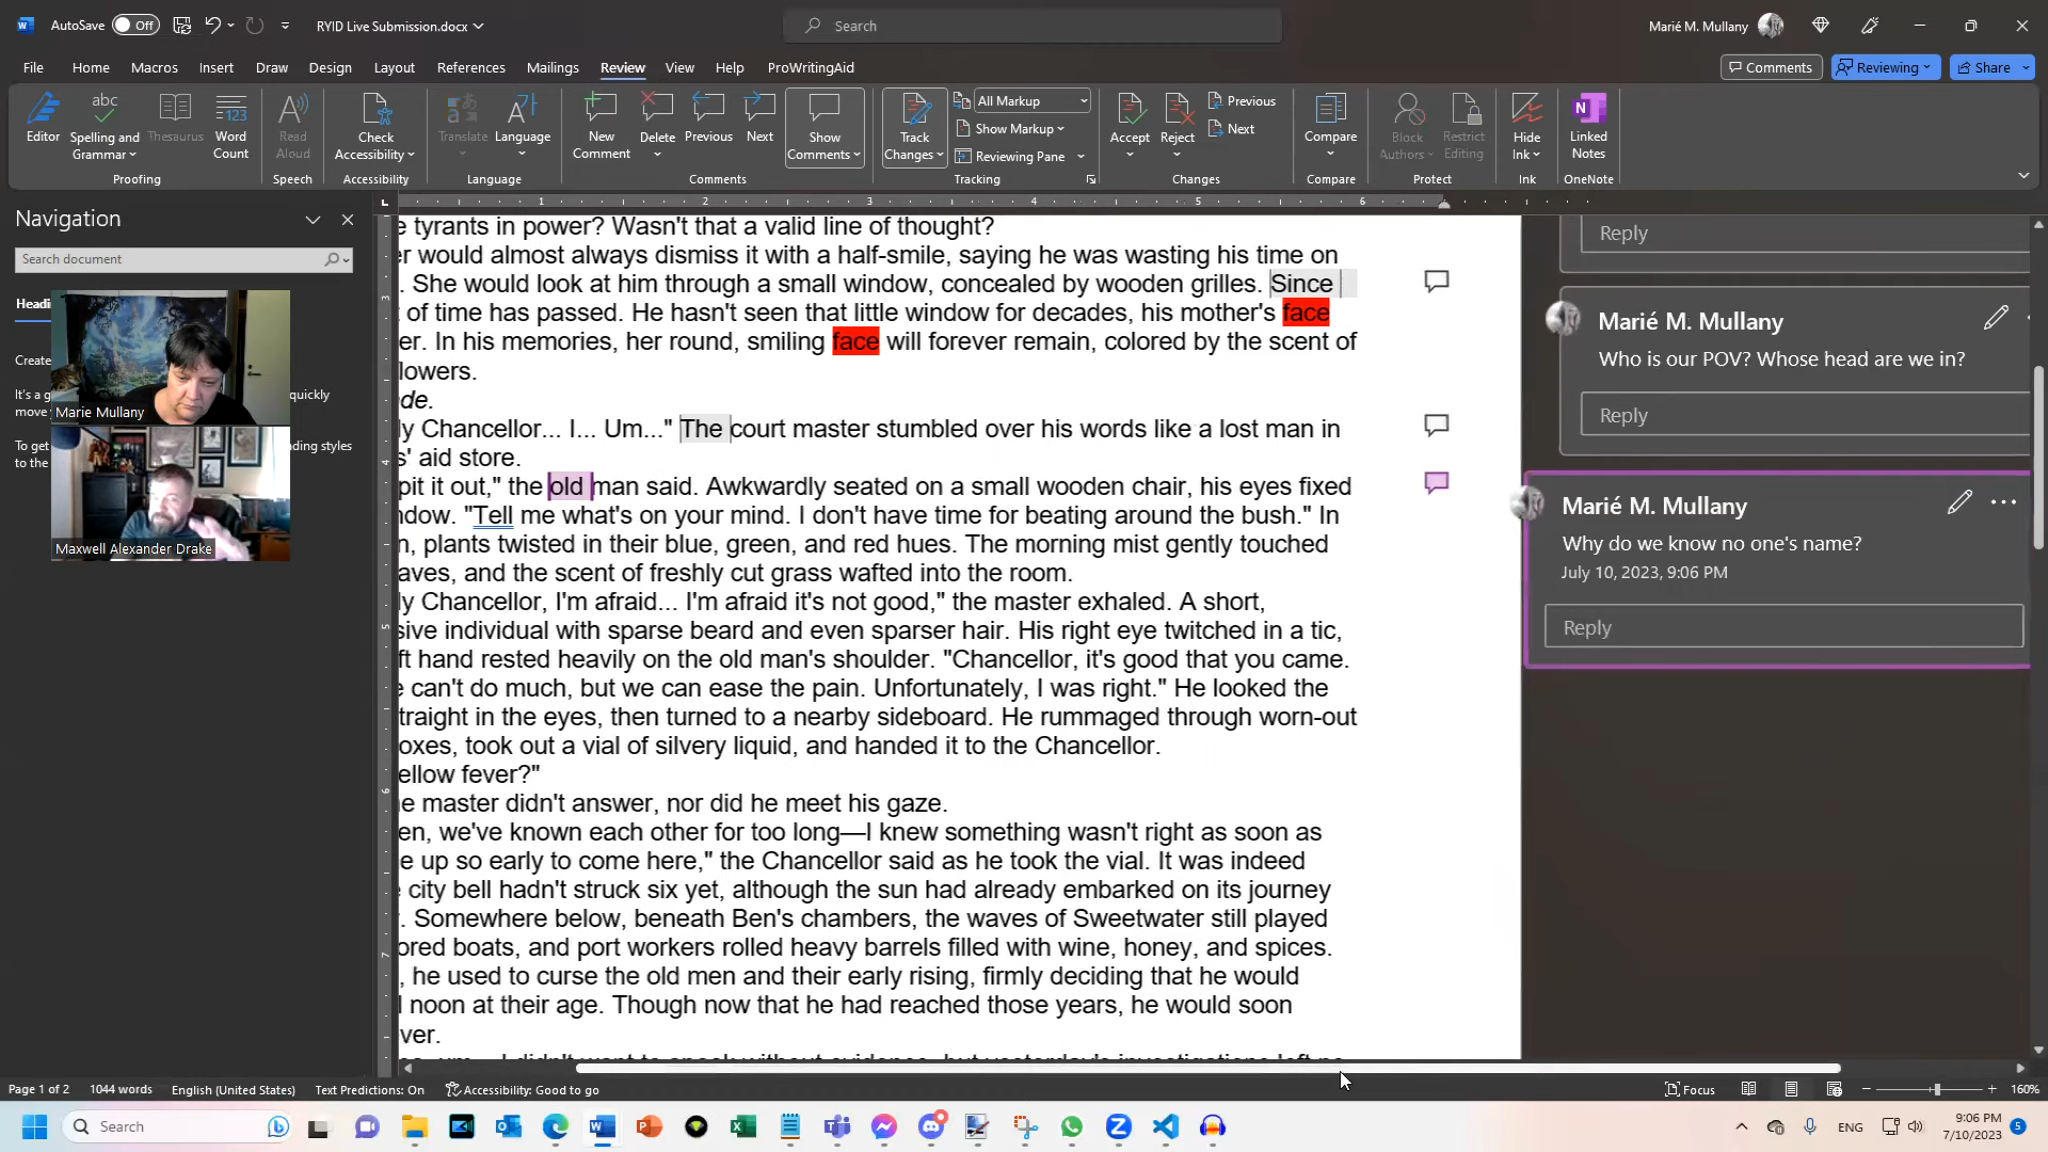 AutoSave Off RYID Live Submission.docx Search Marié M. Mullany
File Home Macros Insert Draw Design Layout References Mailings Review View Help ProWritingAid Comments Reviewing Share
Editor Spelling and Grammar Thesaurus Word Count Read Aloud Check Accessibility Translate Language New Comment Delete Previous Next Show Comments Track Changes All Markup Show Markup Reviewing Pane Accept Reject Previous Next Compare Block Authors Restrict Editing Hide Ink Linked Notes
Proofing Speech Accessibility Language Comments Tracking Changes Compare Protect Ink OneNote
Navigation
Search document
Headi
Create
It's a g quickly
move y
To get nding styles
to the
Marie Mullany
Maxwell Alexander Drake
1 2 3 4 5 6
3
4
5
6
7
e tyrants in power? Wasn't that a valid line of thought?
er would almost always dismiss it with a half-smile, saying he was wasting his time on
. She would look at him through a small window, concealed by wooden grilles. Since
t of time has passed. He hasn't seen that little window for decades, his mother's face
er. In his memories, her round, smiling face will forever remain, colored by the scent of
lowers.
de.
ly Chancellor... I... Um..." The court master stumbled over his words like a lost man in
s' aid store.
pit it out," the old man said. Awkwardly seated on a small wooden chair, his eyes fixed
ndow. "Tell me what's on your mind. I don't have time for beating around the bush." In
n, plants twisted in their blue, green, and red hues. The morning mist gently touched
aves, and the scent of freshly cut grass wafted into the room.
ly Chancellor, I'm afraid... I'm afraid it's not good," the master exhaled. A short,
sive individual with sparse beard and even sparser hair. His right eye twitched in a tic,
ft hand rested heavily on the old man's shoulder. "Chancellor, it's good that you came.
e can't do much, but we can ease the pain. Unfortunately, I was right." He looked the
traight in the eyes, then turned to a nearby sideboard. He rummaged through worn-out
oxes, took out a vial of silvery liquid, and handed it to the Chancellor.
ellow fever?"
ne master didn't answer, nor did he meet his gaze.
en, we've known each other for too long—I knew something wasn't right as soon as
e up so early to come here," the Chancellor said as he took the vial. It was indeed
e city bell hadn't struck six yet, although the sun had already embarked on its journey
. Somewhere below, beneath Ben's chambers, the waves of Sweetwater still played
ored boats, and port workers rolled heavy barrels filled with wine, honey, and spices.
, he used to curse the old men and their early rising, firmly deciding that he would
l noon at their age. Though now that he had reached those years, he would soon
ver.
Reply
Marié M. Mullany
Who is our POV? Whose head are we in?
Reply
Marié M. Mullany
Why do we know no one's name?
July 10, 2023, 9:06 PM
Reply
Page 1 of 2 1044 words English (United States) Text Predictions: On Accessibility: Good to go Focus 160%
Search ENG 9:06 PM
7/10/2023 5